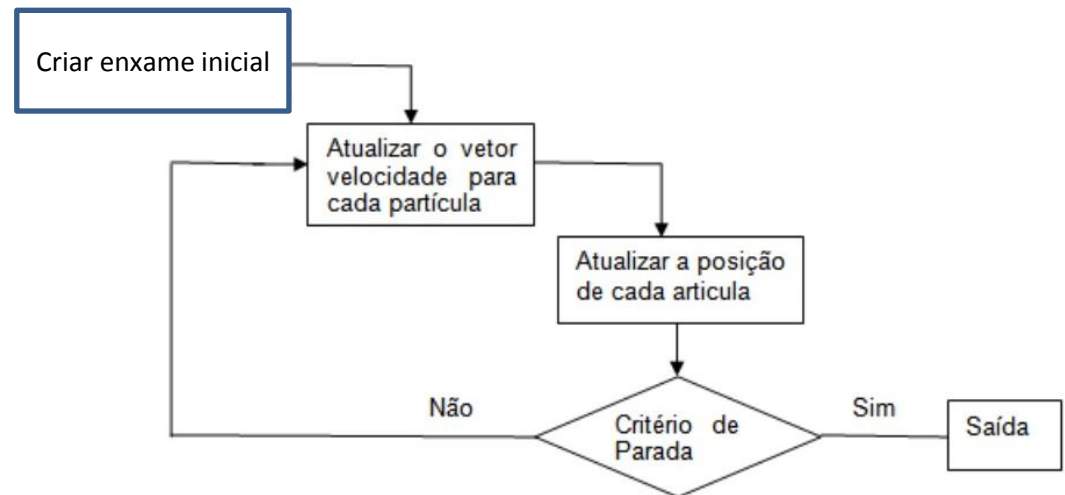 Criar enxame inicial
Atualizar o vetor
velocidade para
cada partícula
Atualizar a posição
de cada articula
Não
Critério de
Parada
Sim
Saída